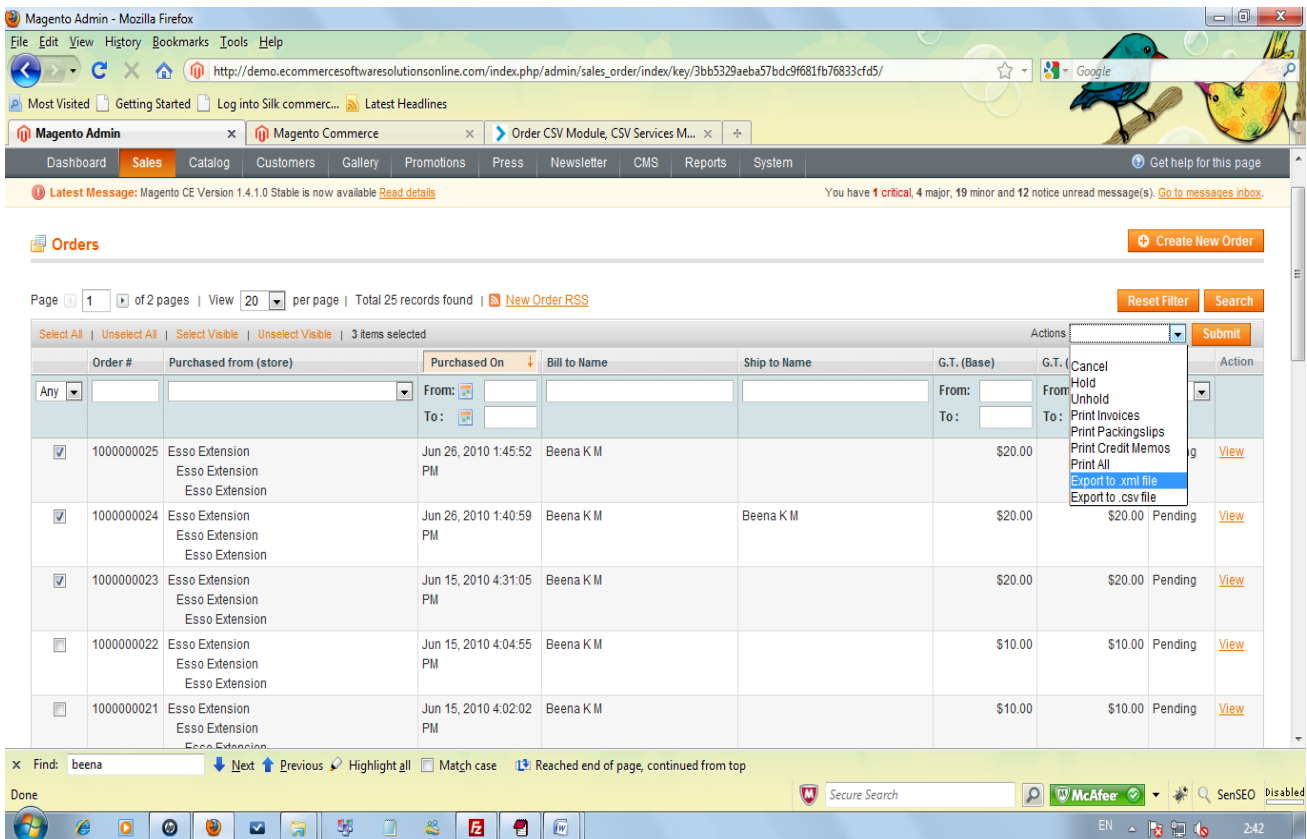 Magento Admin - Mozilla Firefox
File Edit View History Bookmarks Tools Help
http://demo.ecommercesoftwaresolutionsonline.com/index.php/admin/sales_order/index/key/3bb5329aeba57bdc9f681fb76833cfd5/ Google
Most Visited Getting Started Log into Silk commerc... Latest Headlines
Magento Admin x Magento Commerce x Order CSV Module, CSV Services M... x
Dashboard Sales Catalog Customers Gallery Promotions Press Newsletter CMS Reports System Get help for this page
Latest Message: Magento CE Version 1.4.1.0 Stable is now available Read details You have 1 critical, 4 major, 19 minor and 12 notice unread message(s). Go to messages inbox.
Orders Create New Order
Page 1 of 2 pages | View 20 per page | Total 25 records found | New Order RSS Reset Filter Search
Select All | Unselect All | Select Visible | Unselect Visible | 3 items selected Actions Submit
Order # Purchased from (store) Purchased On Bill to Name Ship to Name G.T. (Base) G.T. ( Action
Cancel
Hold
Unhold
Print Invoices
Print Packingslips
Print Credit Memos
Print All
Export to .xml file
Export to .csv file
Any From: From: From
To : To : To :
1000000025 Esso Extension Jun 26, 2010 1:45:52 Beena K M $20.00 View
Esso Extension PM
Esso Extension
1000000024 Esso Extension Jun 26, 2010 1:40:59 Beena K M Beena K M $20.00 $20.00 Pending View
Esso Extension PM
Esso Extension
1000000023 Esso Extension Jun 15, 2010 4:31:05 Beena K M $20.00 $20.00 Pending View
Esso Extension PM
Esso Extension
1000000022 Esso Extension Jun 15, 2010 4:04:55 Beena K M $10.00 $10.00 Pending View
Esso Extension PM
Esso Extension
1000000021 Esso Extension Jun 15, 2010 4:02:02 Beena K M $10.00 $10.00 Pending View
Esso Extension PM
Esso Extension
x Find: beena Next Previous Highlight all Match case Reached end of page, continued from top
Done Secure Search McAfee SenSEO Disabled
EN 2:42